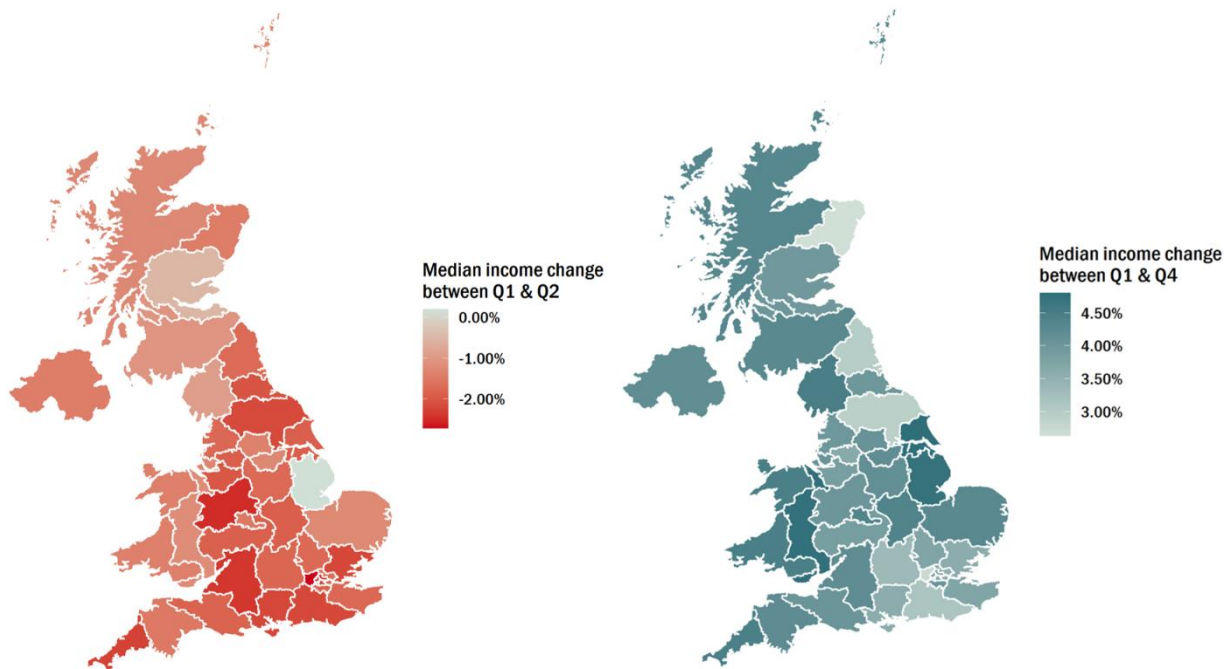 Median income change
between Q1 & Q2
0.00%
-1.00%
-2.00%
Median income change
between Q1 & Q4
4.50%
4.00%
3.50%
3.00%